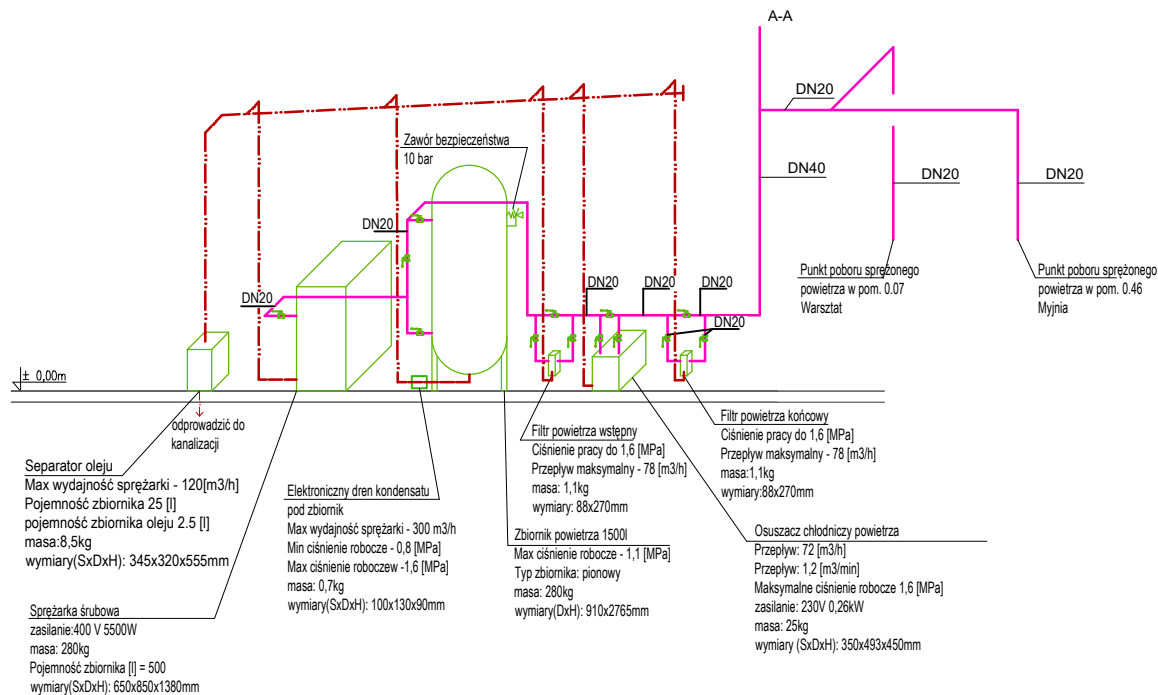 A-A
DN20
DN40
DN20
DN20
Zawór bezpieczeństwa
10 bar
DN20
DN20
DN20
DN20
DN20
DN20
Punkt poboru sprężonego
powietrza w pom. 0.07
Warsztat
Punkt poboru sprężonego
powietrza w pom. 0.46
Myjnia
± 0,00m
odprowadzić do
kanalizacji
Separator oleju
Max wydajność sprężarki - 120[m3/h]
Pojemność zbiornika 25 [l]
pojemność zbiornika oleju 2.5 [l]
masa:8,5kg
wymiary(SxDxH): 345x320x555mm
Sprężarka śrubowa
zasilanie:400 V 5500W
masa: 280kg
Pojemność zbiornika [l] = 500
wymiary(SxDxH): 650x850x1380mm
Elektroniczny dren kondensatu
pod zbiornik
Max wydajność sprężarki - 300 m3/h
Min ciśnienie robocze - 0,8 [MPa]
Max ciśnienie roboczew -1,6 [MPa]
masa: 0,7kg
wymiary(SxDxH): 100x130x90mm
Filtr powietrza wstępny
Ciśnienie pracy do 1,6 [MPa]
Przepływ maksymalny - 78 [m3/h]
masa: 1,1kg
wymiary: 88x270mm
Zbiornik powietrza 1500l
Max ciśnienie robocze - 1,1 [MPa]
Typ zbiornika: pionowy
masa: 280kg
wymiary(DxH): 910x2765mm
Filtr powietrza końcowy
Ciśnienie pracy do 1,6 [MPa]
Przepływ maksymalny - 78 [m3/h]
masa:1,1kg
wymiary:88x270mm
Osuszacz chłodniczy powietrza
Przepływ: 72 [m3/h]
Przepływ: 1,2 [m3/min]
Maksymalne ciśnienie robocze 1,6 [MPa]
zasilanie: 230V 0,26kW
masa: 25kg
wymiary (SxDxH): 350x493x450mm